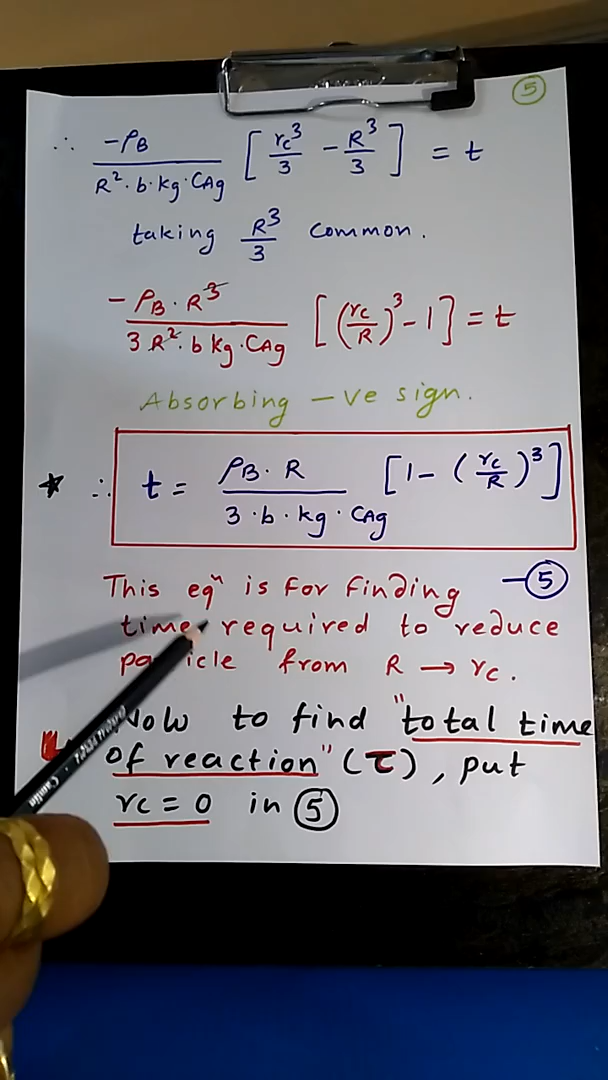 5
∴ -ρB / R²·b·kg·CAg [ rc³/3 - R³/3 ] = t
taking R³/3 common.
-ρB·R³ / 3R²·b kg·CAg [ (rc/R)³ - 1 ] = t
Absorbing -ve sign.
∴ t = ρB·R / 3·b·kg·CAg [ 1 - (rc/R)³ ]
This eqⁿ is for finding - 5
time required to reduce
from R → rc.
Now to find "total time
of reaction" (τ), put
rc = 0 in 5
Camlin